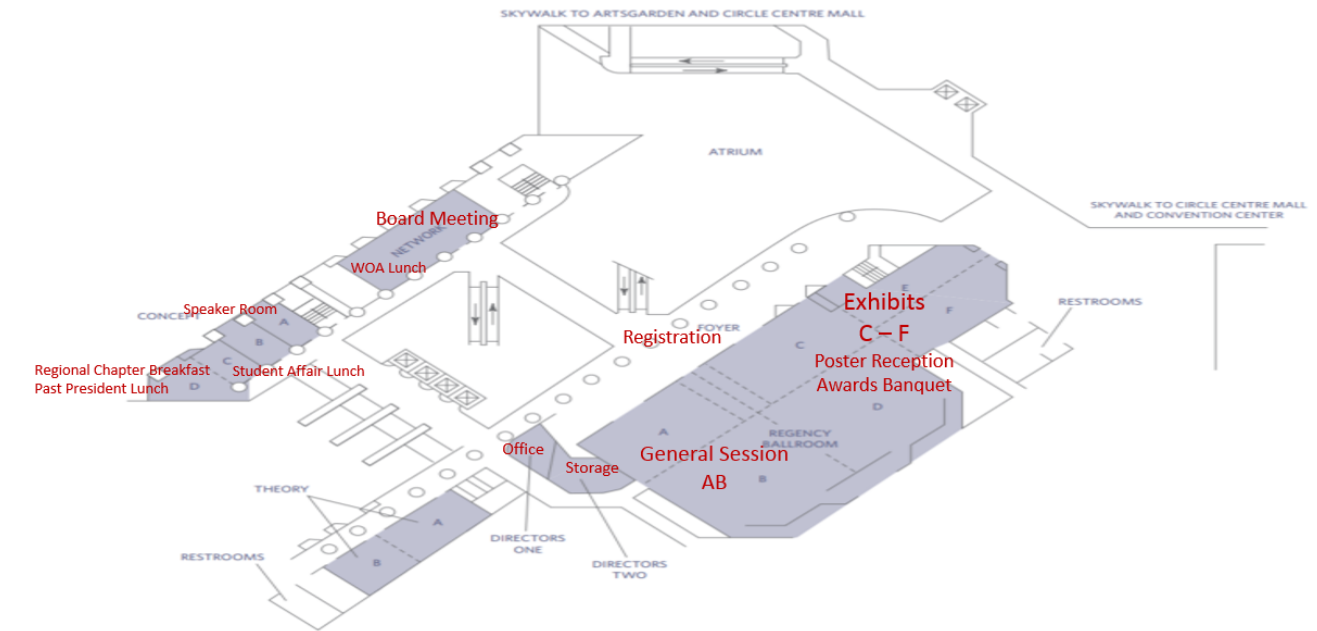 SKYWALK TO ARTSGARDEN AND CIRCLE CENTRE MALL
ATRIUM
SKYWALK TO CIRCLE CENTRE MALL
AND CONVENTION CENTER
Board Meeting
NETWORK
WOA Lunch
Speaker Room
CONCEPT
A
B
C
D
Regional Chapter Breakfast
Past President Lunch
Student Affair Lunch
E
F
Exhibits
C – F
RESTROOMS
FOYER
Registration
C
Poster Reception
Awards Banquet
D
A
REGENCY
BALLROOM
General Session
AB
B
Office
Storage
THEORY
A
B
DIRECTORS
ONE
DIRECTORS
TWO
RESTROOMS